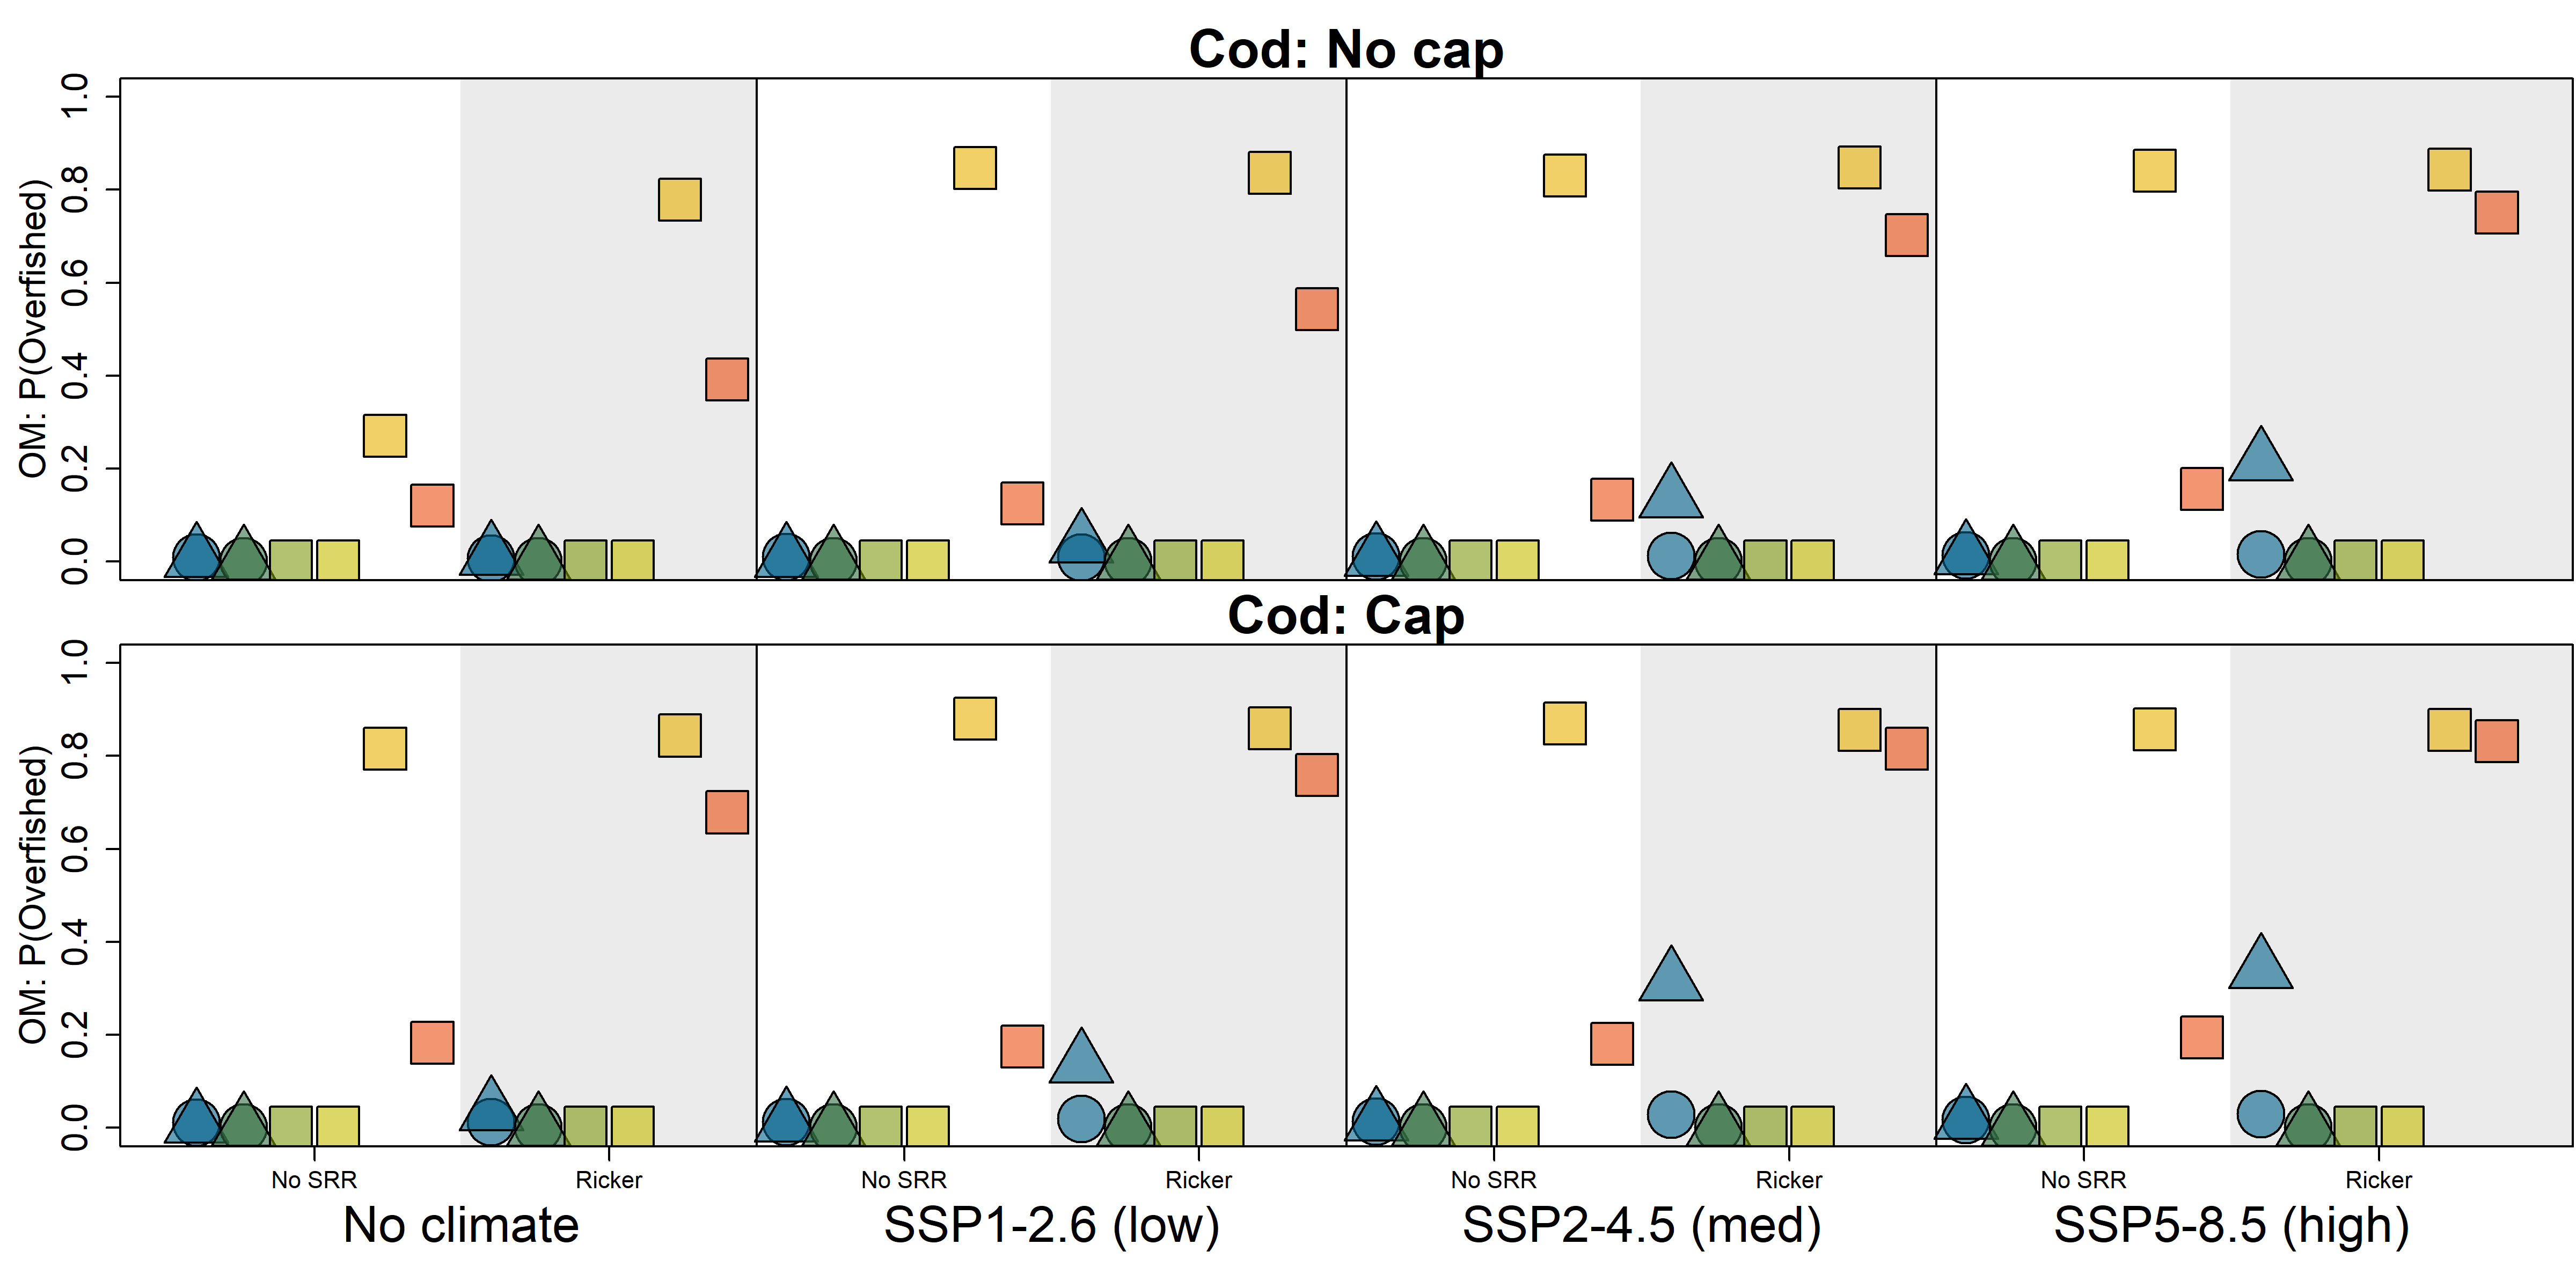 Cod: No cap
OM: P(Overfished)
1.0
0.8
0.6
0.4
0.2
0.0
Cod: Cap
OM: P(Overfished)
1.0
0.8
0.6
0.4
0.2
0.0
No SRR Ricker No SRR Ricker No SRR Ricker No SRR Ricker
No climate SSP1-2.6 (low) SSP2-4.5 (med) SSP5-8.5 (high)